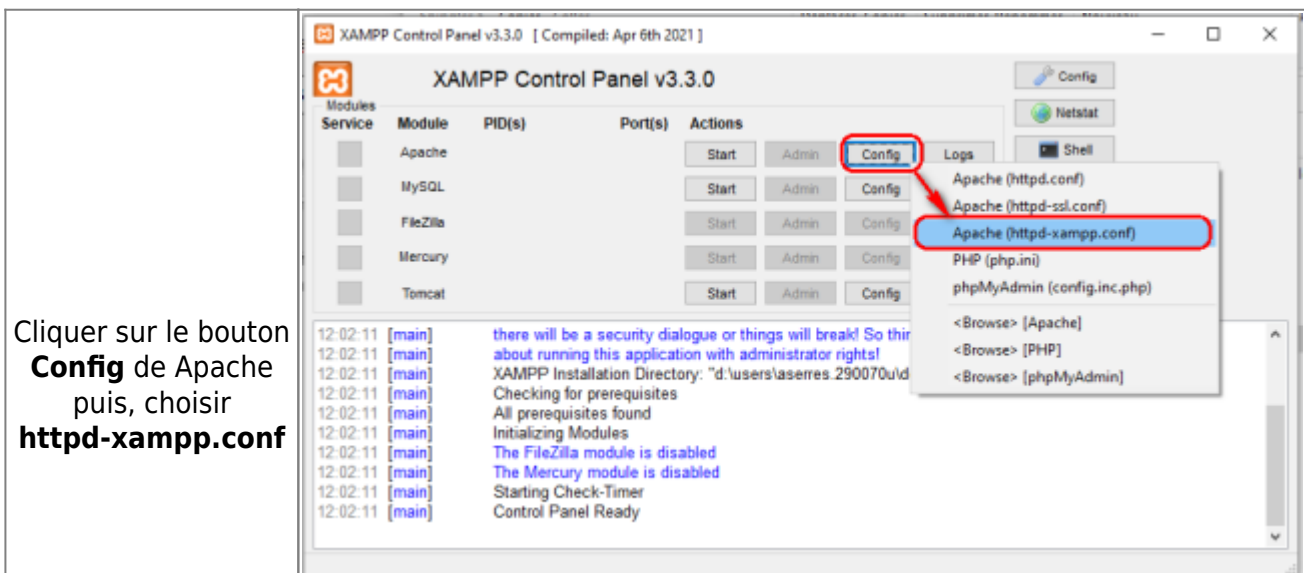 Cliquer sur le bouton
Config de Apache
puis, choisir
httpd-xampp.conf
XAMPP Control Panel v3.3.0 [ Compiled: Apr 6th 2021 ]
XAMPP Control Panel v3.3.0
Config
Modules
Service Module PID(s) Port(s) Actions
Netstat
Apache Start Admin Config Logs
Shell
MySQL Start Admin Config
FileZilla Start Admin Config
Mercury Start Admin Config
Tomcat Start Admin Config
Apache (httpd.conf)
Apache (httpd-ssl.conf)
Apache (httpd-xampp.conf)
PHP (php.ini)
phpMyAdmin (config.inc.php)
<Browse> [Apache]
<Browse> [PHP]
<Browse> [phpMyAdmin]
12:02:11 [main] there will be a security dialogue or things will break! So thin
12:02:11 [main] about running this application with administrator rights!
12:02:11 [main] XAMPP Installation Directory: "d:\users\aserres.290070u\d
12:02:11 [main] Checking for prerequisites
12:02:11 [main] All prerequisites found
12:02:11 [main] Initializing Modules
12:02:11 [main] The FileZilla module is disabled
12:02:11 [main] The Mercury module is disabled
12:02:11 [main] Starting Check-Timer
12:02:11 [main] Control Panel Ready